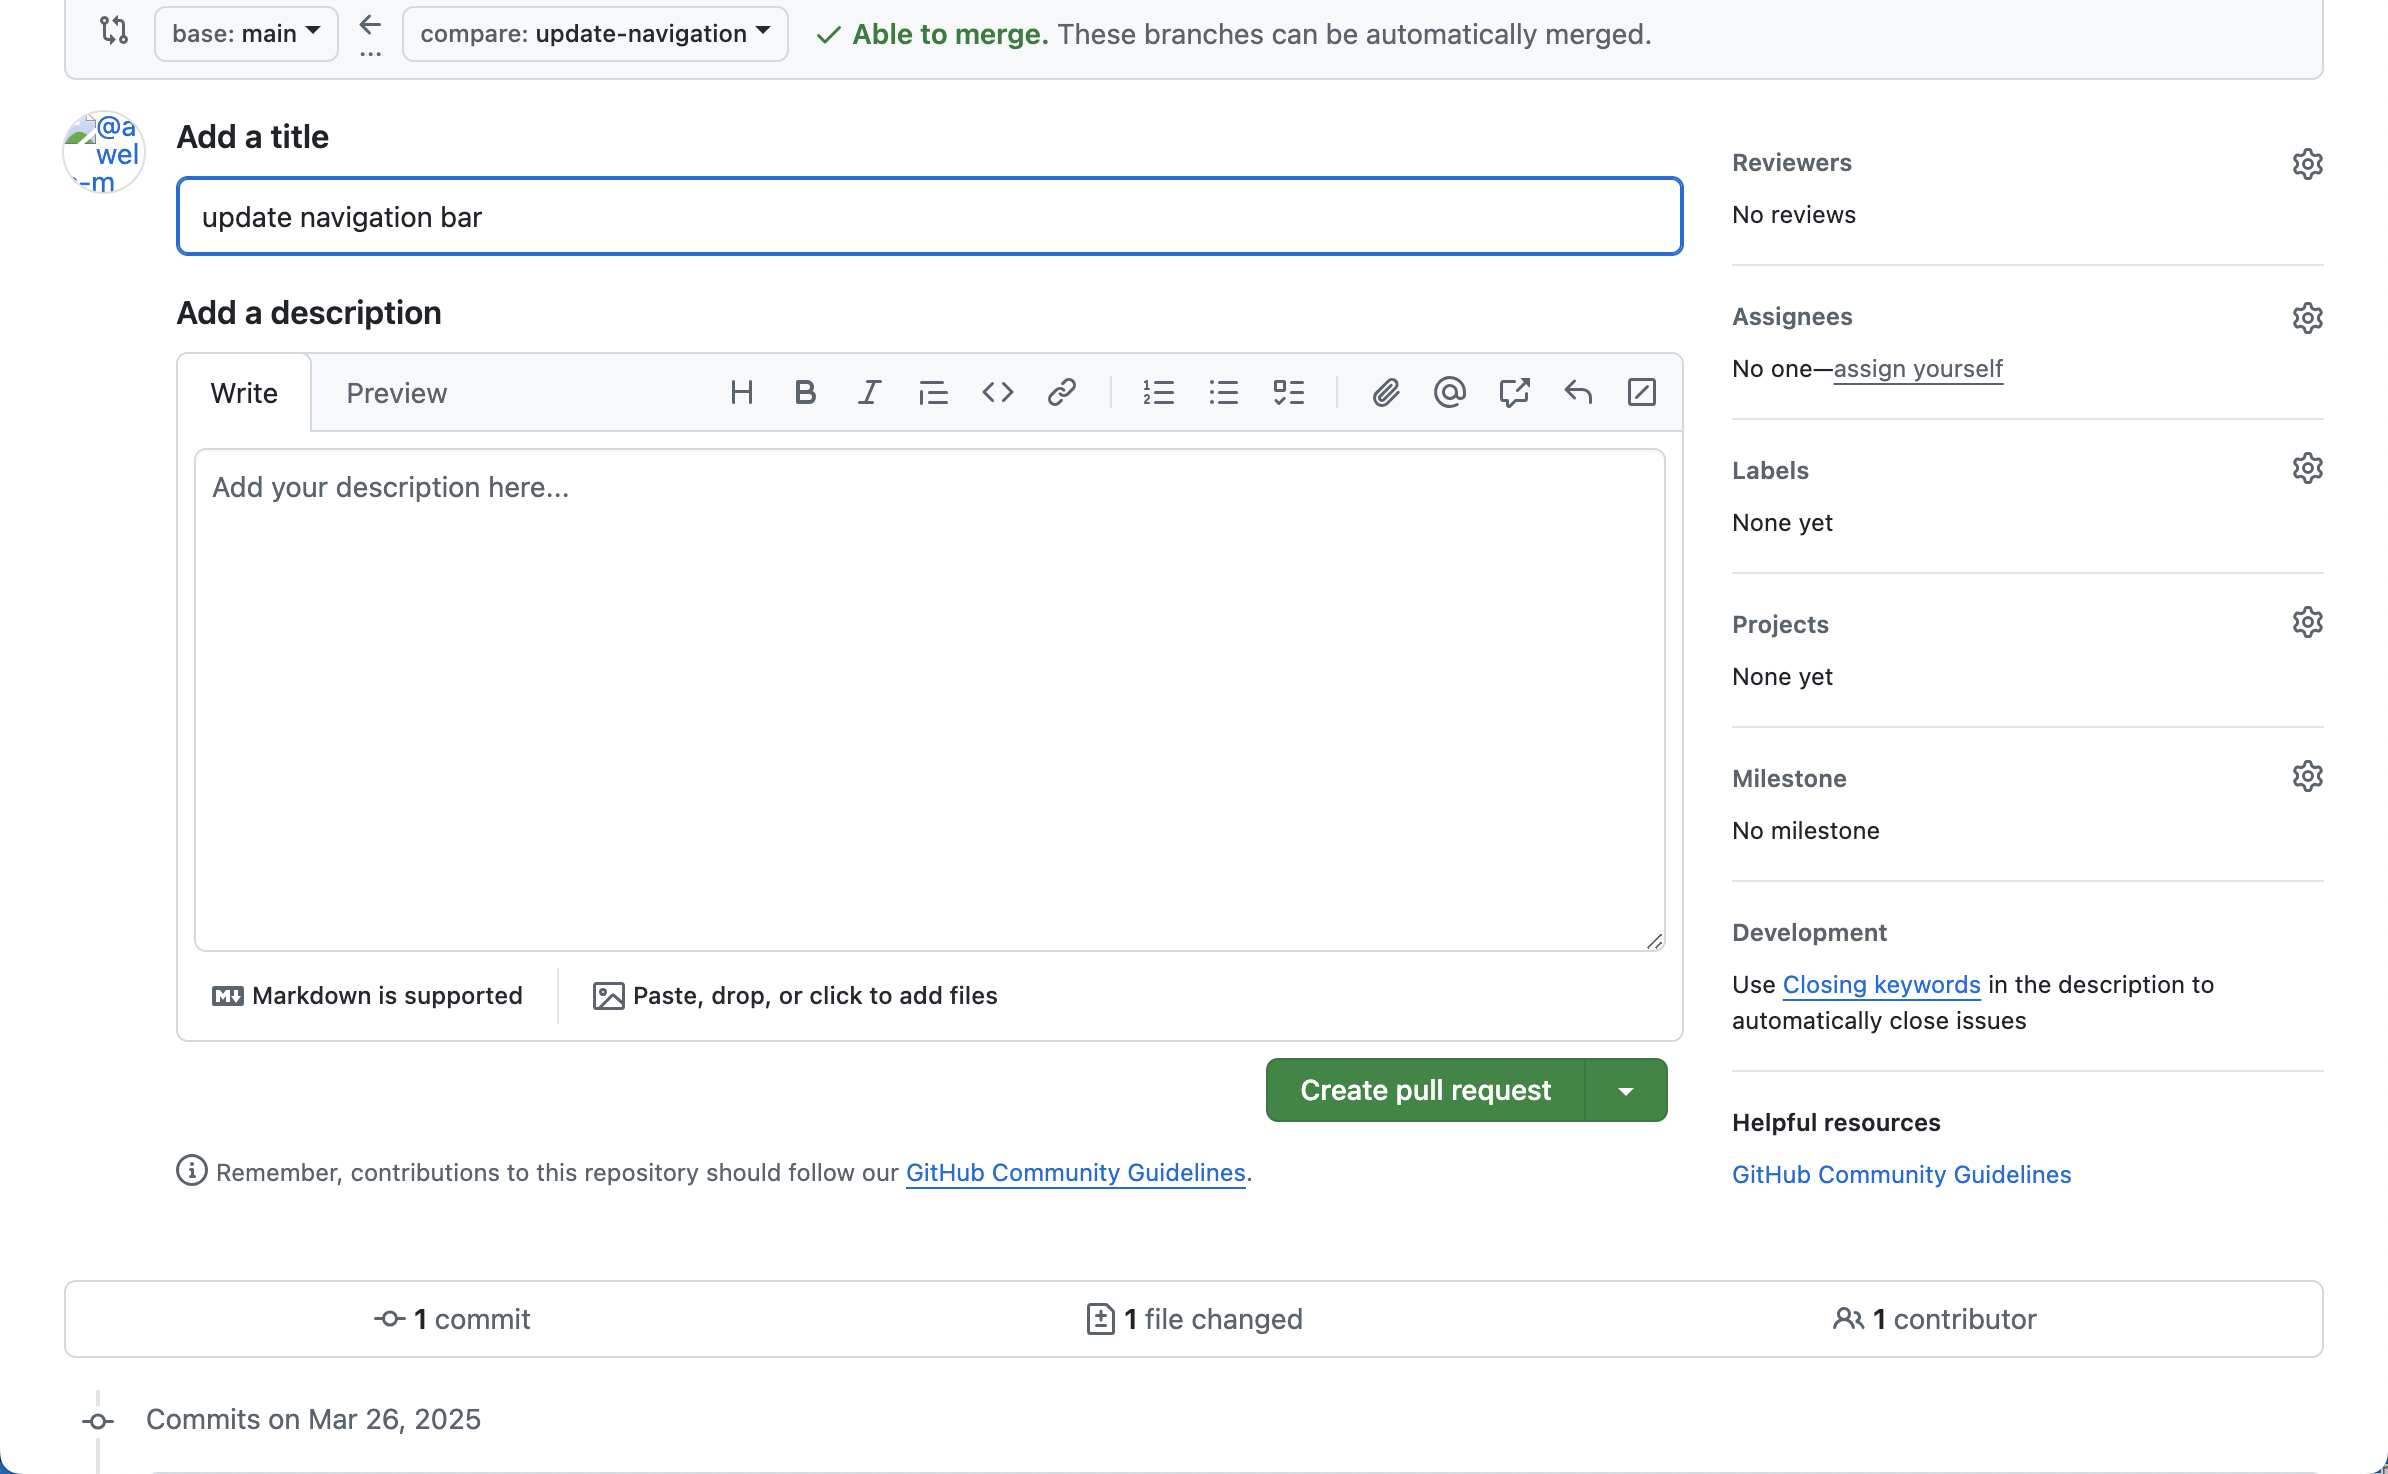 base: main
...
compare: update-navigation
Able to merge. These branches can be automatically merged.
@a
wel
-m
Add a title
update navigation bar
Add a description
Write
Preview
Add your description here...
Markdown is supported
Paste, drop, or click to add files
Create pull request
Remember, contributions to this repository should follow our GitHub Community Guidelines.
Reviewers
No reviews
Assignees
No one—assign yourself
Labels
None yet
Projects
None yet
Milestone
No milestone
Development
Use Closing keywords in the description to
automatically close issues
Helpful resources
GitHub Community Guidelines
1 commit
1 file changed
1 contributor
Commits on Mar 26, 2025